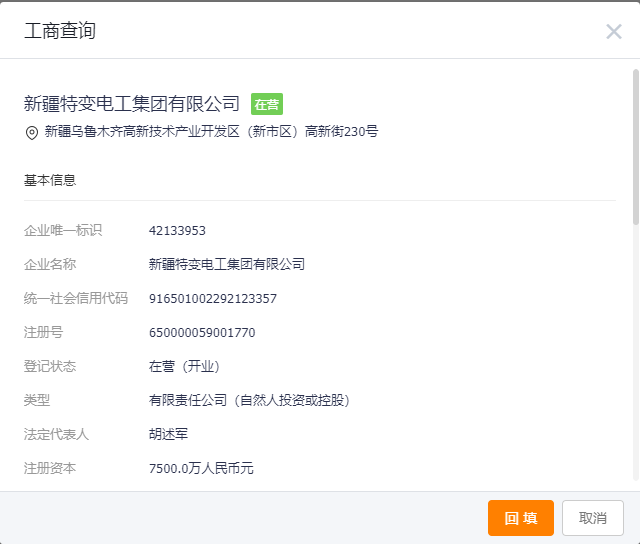 工商查询
新疆特变电工集团有限公司 在营
新疆乌鲁木齐高新技术产业开发区（新市区）高新街230号
基本信息
企业唯一标识 42133953
企业名称 新疆特变电工集团有限公司
统一社会信用代码 916501002292123357
注册号 650000059001770
登记状态 在营（开业）
类型 有限责任公司（自然人投资或控股）
法定代表人 胡述军
注册资本 7500.0万人民币元
回填 取消